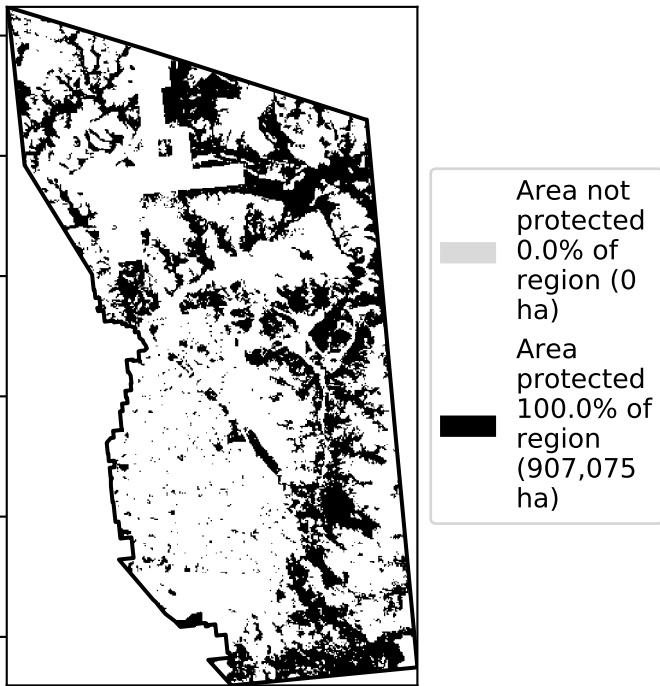 Area not
protected
0.0% of
region (0
ha)
Area
protected
100.0% of
region
(907,075
ha)